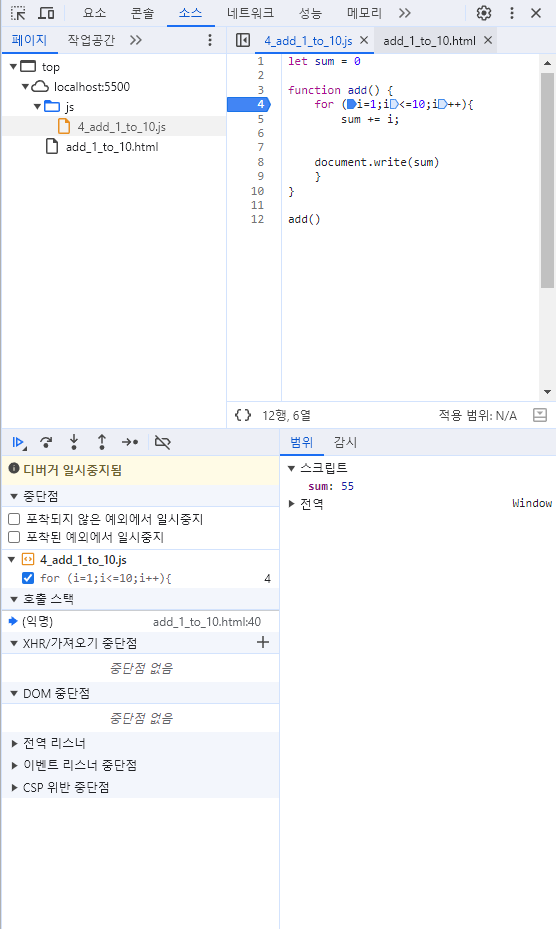 요소 콘솔 소스 네트워크 성능 메모리
페이지 작업공간
top
localhost:5500
js
4_add_1_to_10.js
add_1_to_10.html
4_add_1_to_10.js add_1_to_10.html
1 let sum = 0
2
3 function add() {
4 for (i=1;i<=10;i++){
5 sum += i;
6
7
8 document.write(sum)
9 }
10 }
11
12 add()
{} 12행, 6열 적용 범위: N/A
디버거 일시중지됨
중단점
포착되지 않은 예외에서 일시중지
포착된 예외에서 일시중지
4_add_1_to_10.js
for (i=1;i<=10;i++){ 4
호출 스택
(익명) add_1_to_10.html:40
XHR/가져오기 중단점
중단점 없음
DOM 중단점
중단점 없음
전역 리스너
이벤트 리스너 중단점
CSP 위반 중단점
범위 감시
스크립트
sum: 55
전역 Window